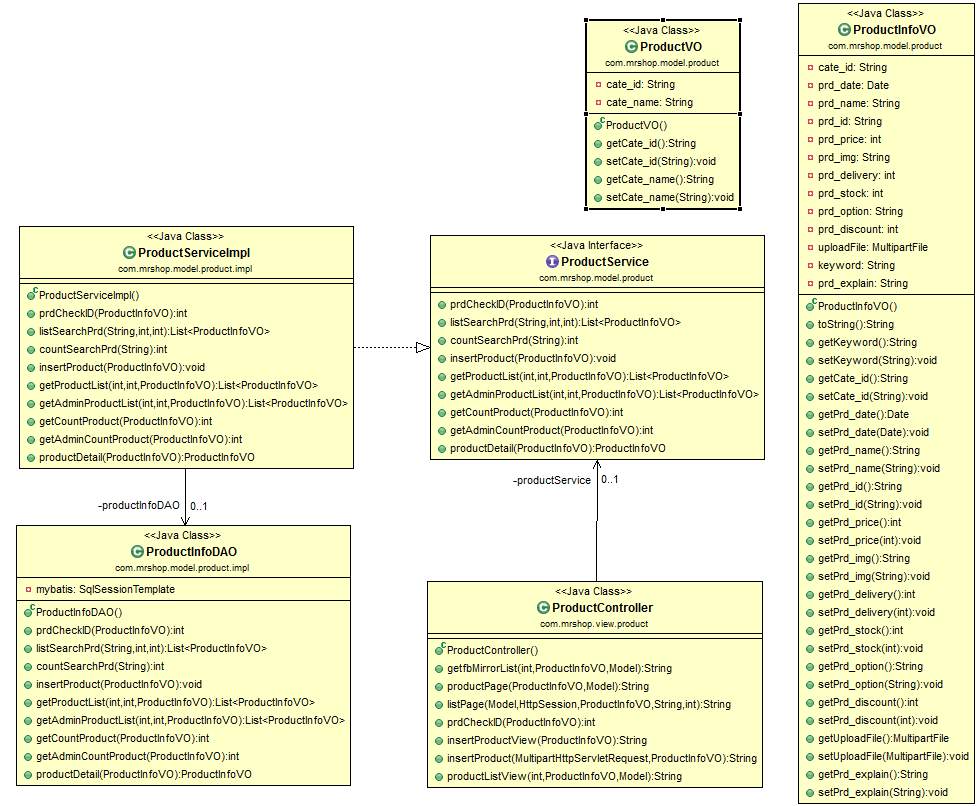 <<Java Class>>
ProductVO
com.mrshop.model.product
cate_id: String
cate_name: String
ProductVO()
getCate_id():String
setCate_id(String):void
getCate_name():String
setCate_name(String):void
<<Java Class>>
ProductInfoVO
com.mrshop.model.product
cate_id: String
prd_date: Date
prd_name: String
prd_id: String
prd_price: int
prd_img: String
prd_delivery: int
prd_stock: int
prd_option: String
prd_discount: int
uploadFile: MultipartFile
keyword: String
prd_explain: String
ProductInfoVO()
toString():String
getKeyword():String
setKeyword(String):void
getCate_id():String
setCate_id(String):void
getPrd_date():Date
setPrd_date(Date):void
getPrd_name():String
setPrd_name(String):void
getPrd_id():String
setPrd_id(String):void
getPrd_price():int
setPrd_price(int):void
getPrd_img():String
setPrd_img(String):void
getPrd_delivery():int
setPrd_delivery(int):void
getPrd_stock():int
setPrd_stock(int):void
getPrd_option():String
setPrd_option(String):void
getPrd_discount():int
setPrd_discount(int):void
getUploadFile():MultipartFile
setUploadFile(MultipartFile):void
getPrd_explain():String
setPrd_explain(String):void
<<Java Class>>
ProductServiceImpl
com.mrshop.model.product.impl
ProductServiceImpl()
prdCheckID(ProductInfoVO):int
listSearchPrd(String,int,int):List<ProductInfoVO>
countSearchPrd(String):int
insertProduct(ProductInfoVO):void
getProductList(int,int,ProductInfoVO):List<ProductInfoVO>
getAdminProductList(int,int,ProductInfoVO):List<ProductInfoVO>
getCountProduct(ProductInfoVO):int
getAdminCountProduct(ProductInfoVO):int
productDetail(ProductInfoVO):ProductInfoVO
<<Java Interface>>
ProductService
com.mrshop.model.product
prdCheckID(ProductInfoVO):int
listSearchPrd(String,int,int):List<ProductInfoVO>
countSearchPrd(String):int
insertProduct(ProductInfoVO):void
getProductList(int,int,ProductInfoVO):List<ProductInfoVO>
getAdminProductList(int,int,ProductInfoVO):List<ProductInfoVO>
getCountProduct(ProductInfoVO):int
getAdminCountProduct(ProductInfoVO):int
productDetail(ProductInfoVO):ProductInfoVO
-productInfoDAO 0..1
-productService 0..1
<<Java Class>>
ProductInfoDAO
com.mrshop.model.product.impl
mybatis: SqlSessionTemplate
ProductInfoDAO()
prdCheckID(ProductInfoVO):int
listSearchPrd(String,int,int):List<ProductInfoVO>
countSearchPrd(String):int
insertProduct(ProductInfoVO):void
getProductList(int,int,ProductInfoVO):List<ProductInfoVO>
getAdminProductList(int,int,ProductInfoVO):List<ProductInfoVO>
getCountProduct(ProductInfoVO):int
getAdminCountProduct(ProductInfoVO):int
productDetail(ProductInfoVO):ProductInfoVO
<<Java Class>>
ProductController
com.mrshop.view.product
ProductController()
getfbMirrorList(int,ProductInfoVO,Model):String
productPage(ProductInfoVO,Model):String
listPage(Model,HttpSession,ProductInfoVO,String,int):String
prdCheckID(ProductInfoVO):int
insertProductView(ProductInfoVO):String
insertProduct(MultipartHttpServletRequest,ProductInfoVO):String
productListView(int,ProductInfoVO,Model):String